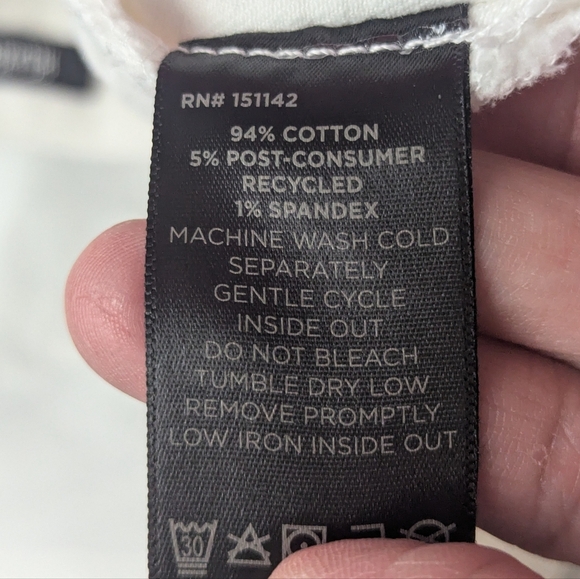 RN# 151142
94% COTTON
5% POST-CONSUMER
RECYCLED
1% SPANDEX
MACHINE WASH COLD
SEPARATELY
GENTLE CYCLE
INSIDE OUT
DO NOT BLEACH
TUMBLE DRY LOW
REMOVE PROMPTLY
LOW IRON INSIDE OUT
30